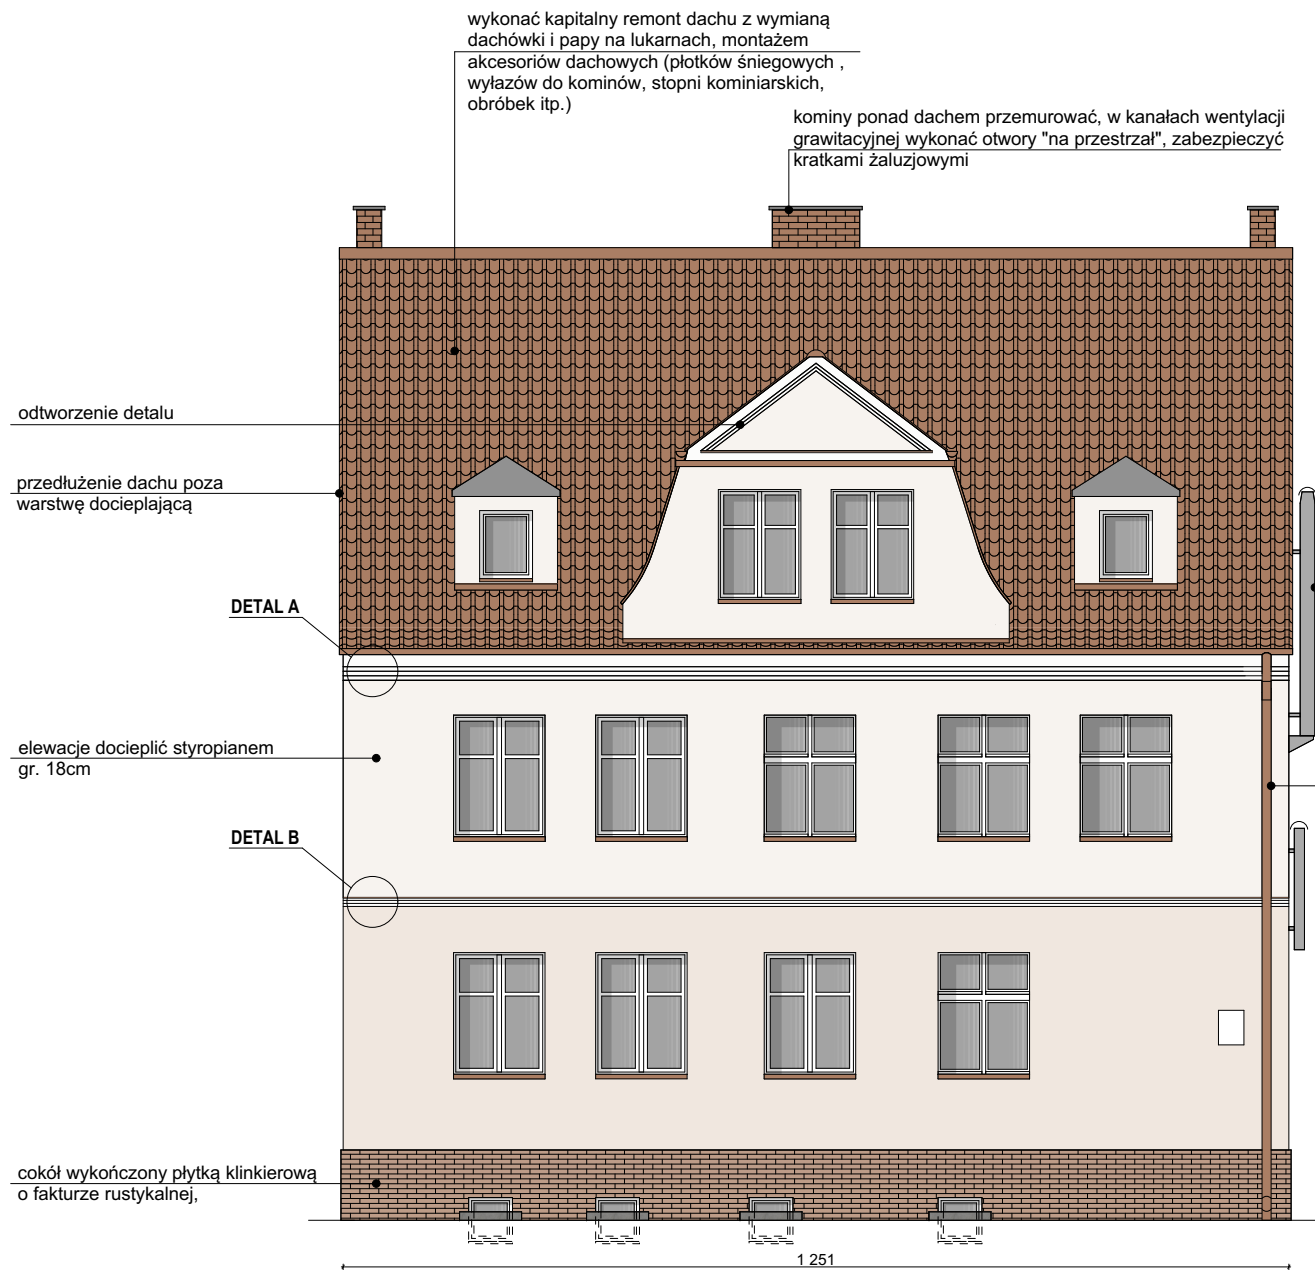 wykonać kapitalny remont dachu z wymianą
dachówki i papy na lukarnach, montażem
akcesoriów dachowych (płotków śniegowych ,
wyłazów do kominów, stopni kominiarskich,
obróbek itp.)
kominy ponad dachem przemurować, w kanałach wentylacji
grawitacyjnej wykonać otwory "na przestrzał", zabezpieczyć
kratkami żaluzjowymi
odtworzenie detalu
przedłużenie dachu poza
warstwę docieplającą
DETAL A
elewacje docieplić styropianem
gr. 18cm
DETAL B
cokół wykończony płytką klinkierową
o fakturze rustykalnej,
1 251